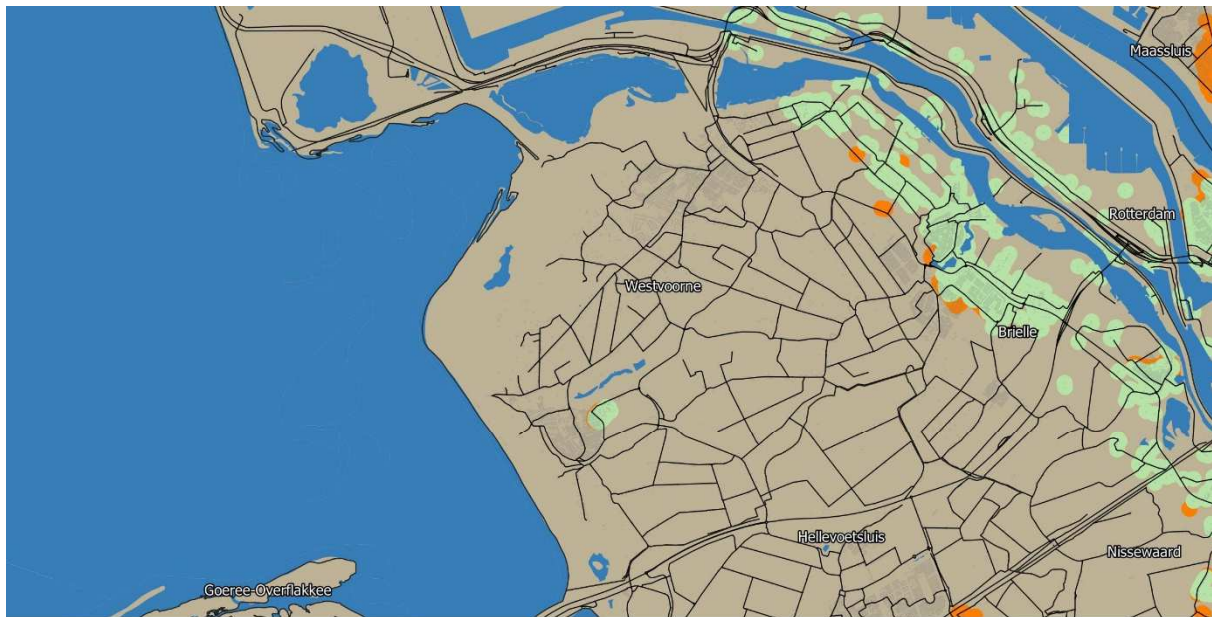 Maassluis
Rotterdam
Westvoorne
Brielle
Hellevoetsluis
Nissewaard
Goeree-Overflakkee